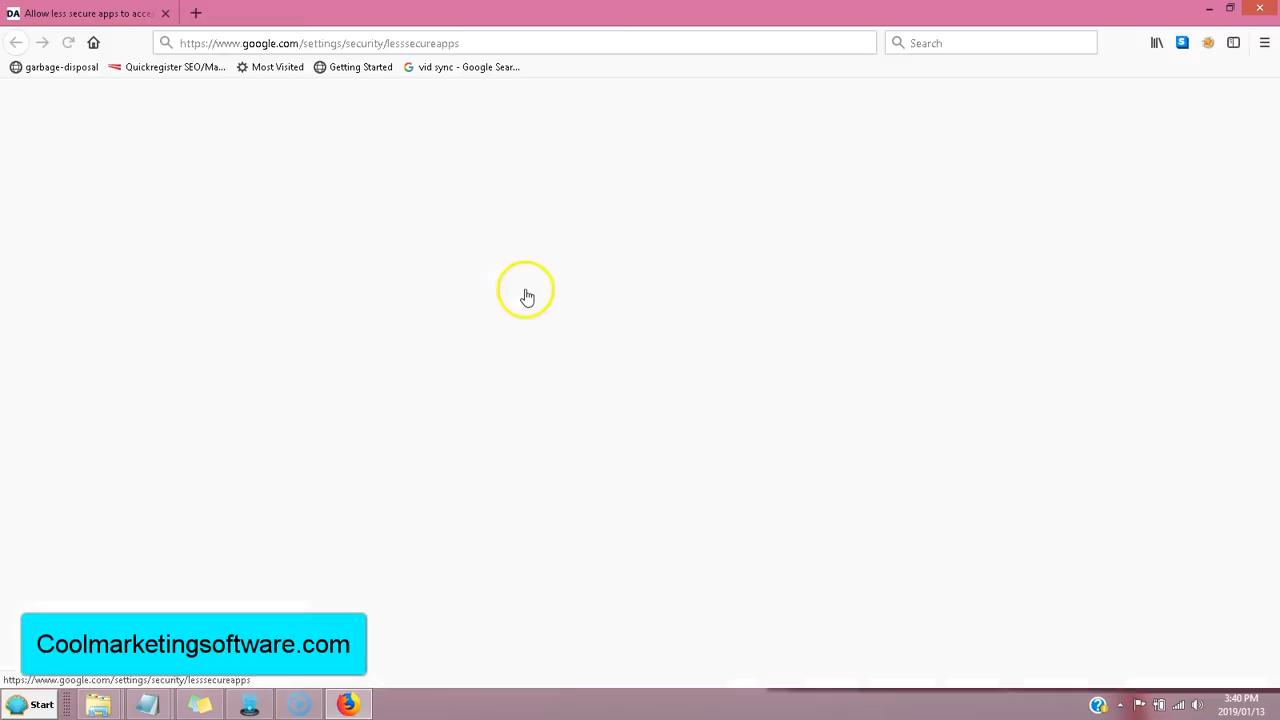 DA Allow less secure apps to acce
https://www.google.com/settings/security/lesssecureapps
Search
S
garbage-disposal Quickregister SEO/Ma... Most Visited Getting Started G vid sync - Google Sear...
Coolmarketingsoftware.com
https://www.google.com/settings/security/lesssecureapps
Start
3:40 PM
2019/01/13